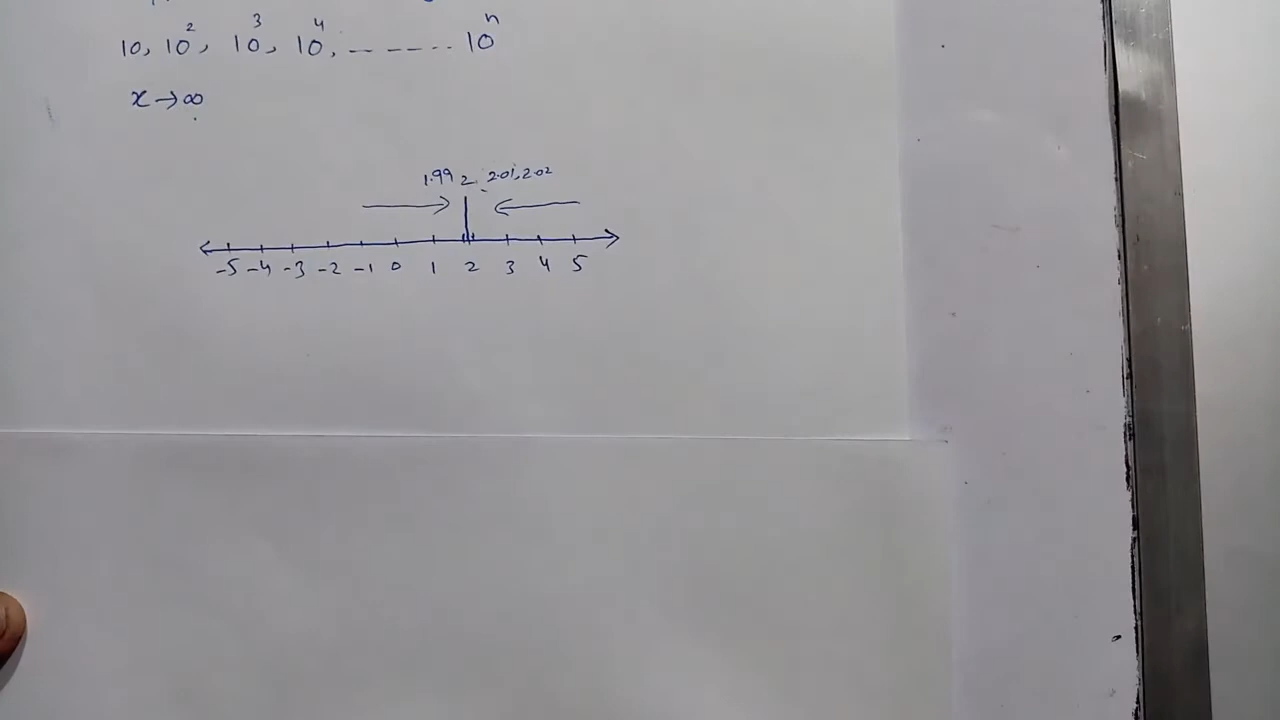 10, 10², 10³, 10⁴, - - - - - .. 10ⁿ
x → ∞
1.99 2 2.01, 2.02
-5 -4 -3 -2 -1 0 1 2 3 4 5